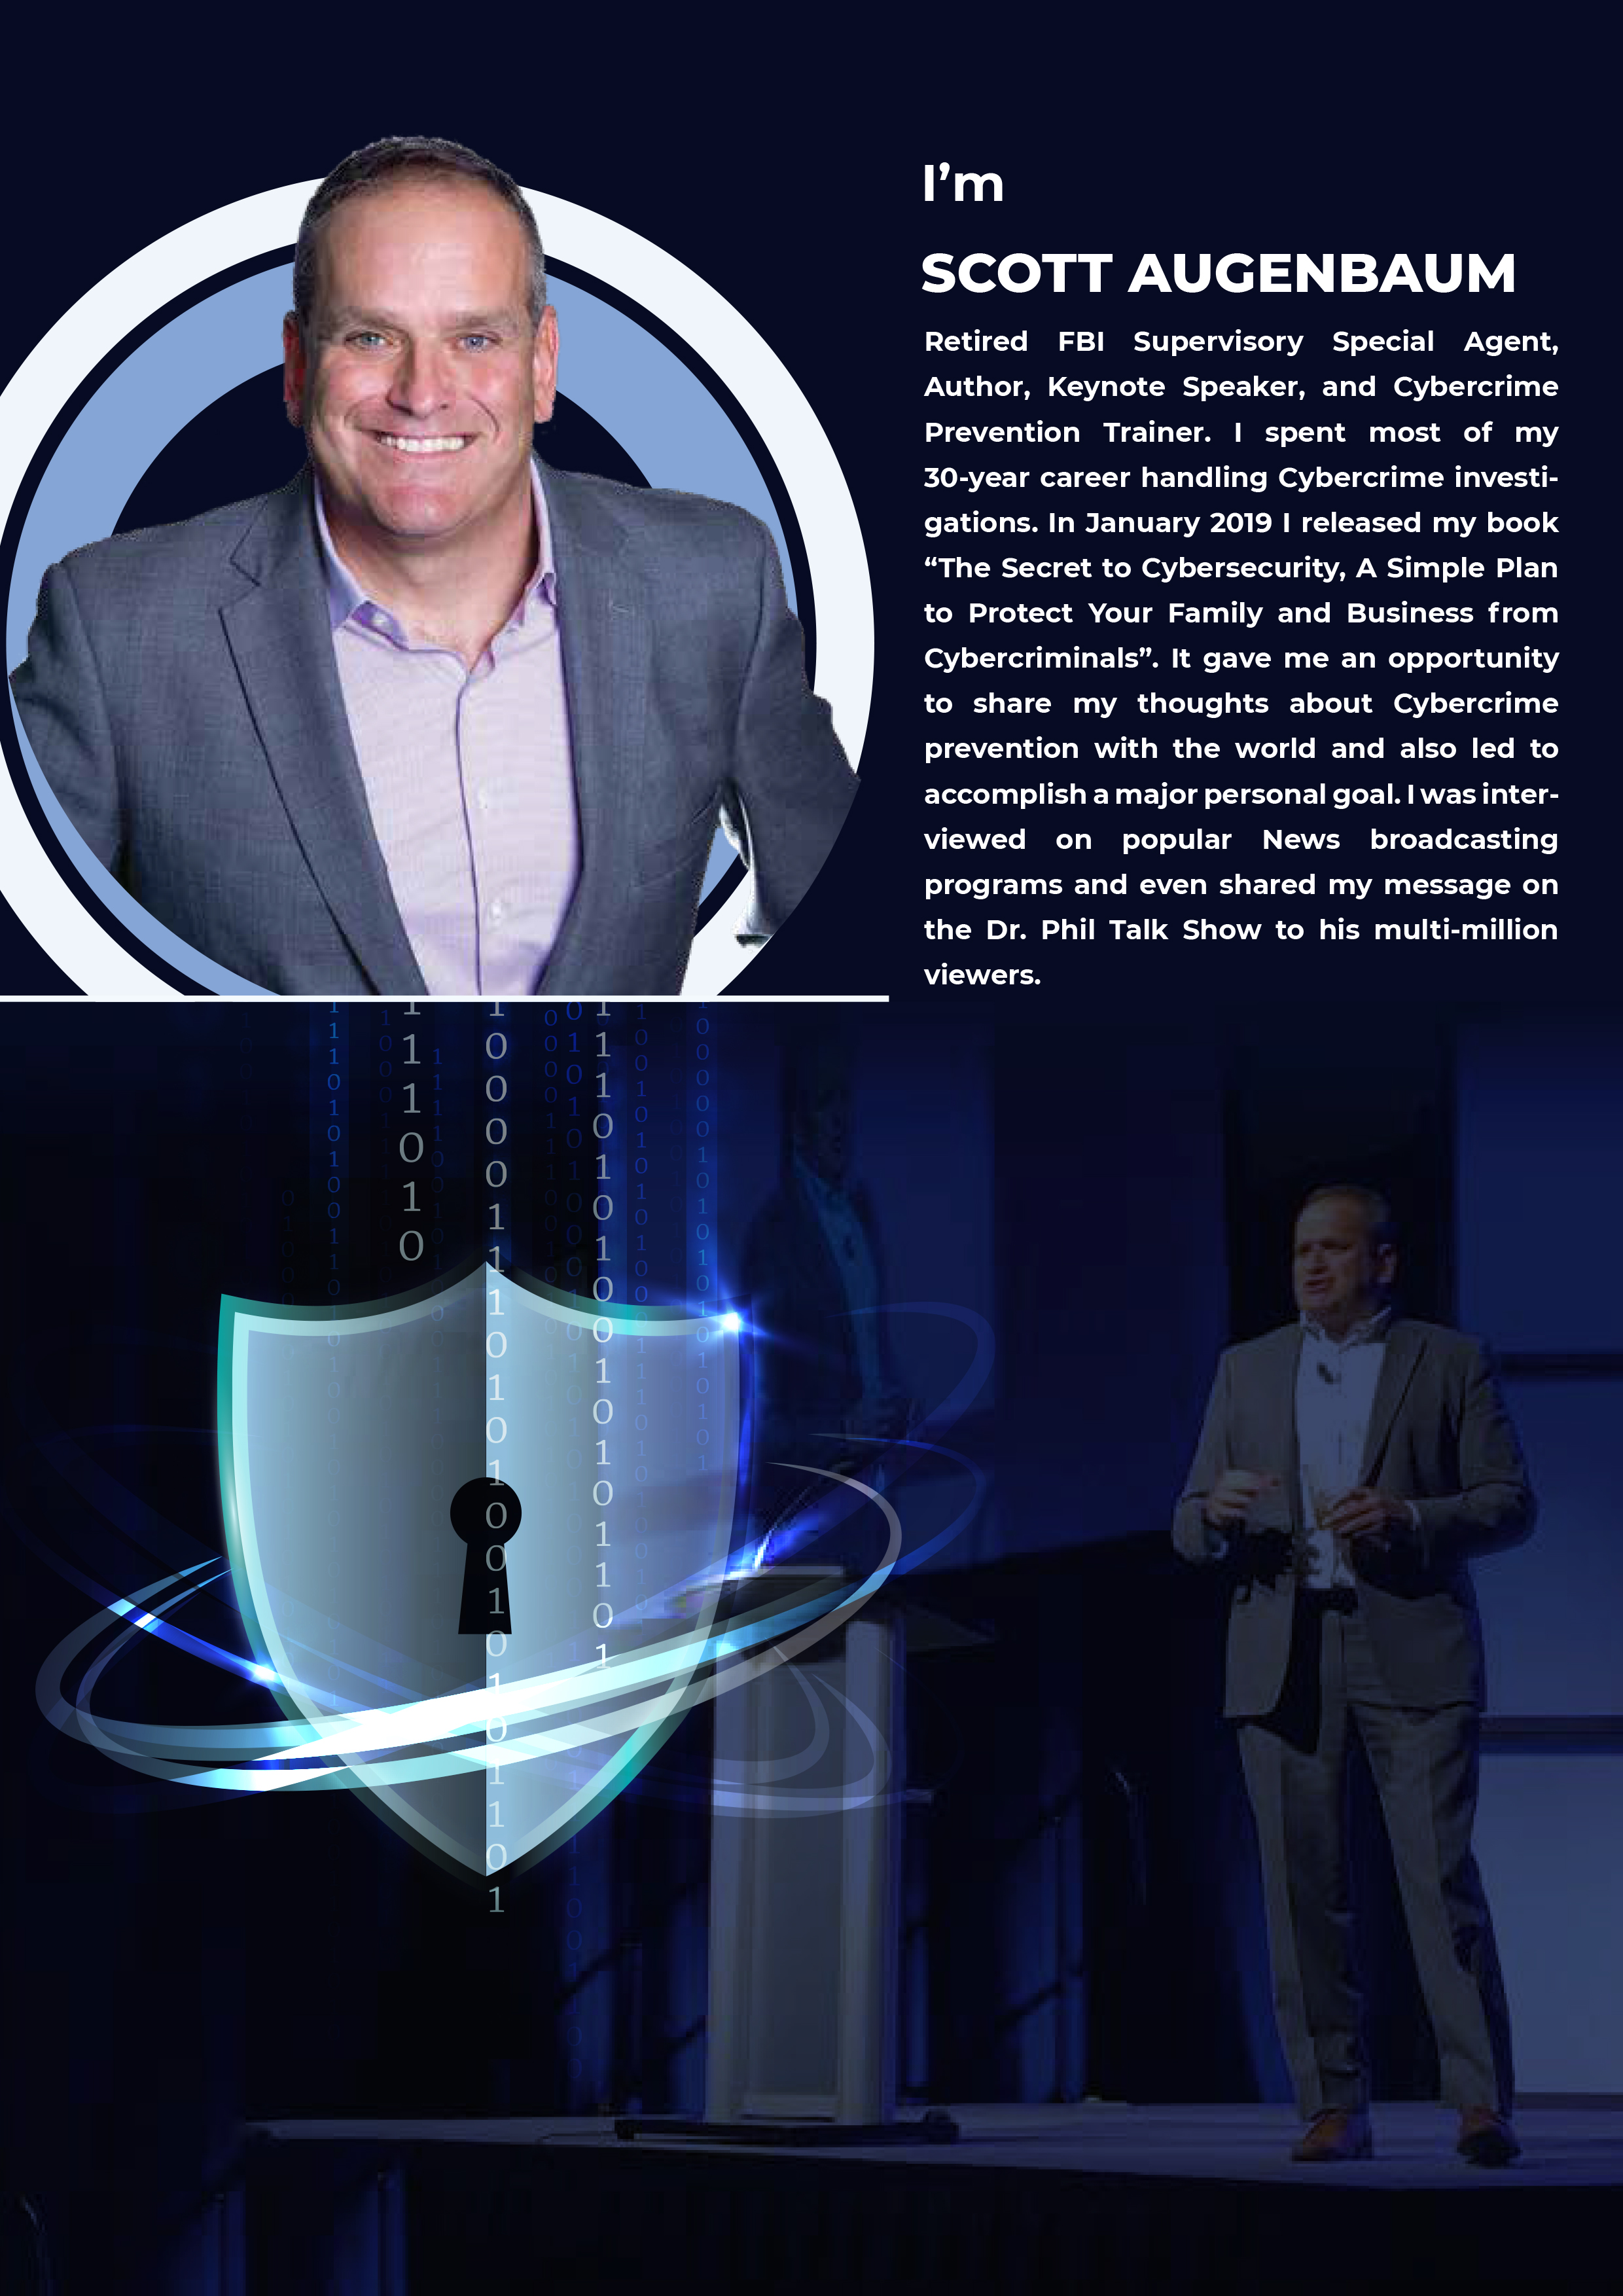 I’m
SCOTT AUGENBAUM
Retired FBI Supervisory Special Agent,
Author, Keynote Speaker, and Cybercrime
Prevention Trainer. I spent most of my
30-year career handling Cybercrime investi-
gations. In January 2019 I released my book
“The Secret to Cybersecurity, A Simple Plan
to Protect Your Family and Business from
Cybercriminals”. It gave me an opportunity
to share my thoughts about Cybercrime
prevention with the world and also led to
accomplish a major personal goal. I was inter-
viewed on popular News broadcasting
programs and even shared my message on
the Dr. Phil Talk Show to his multi-million
viewers.